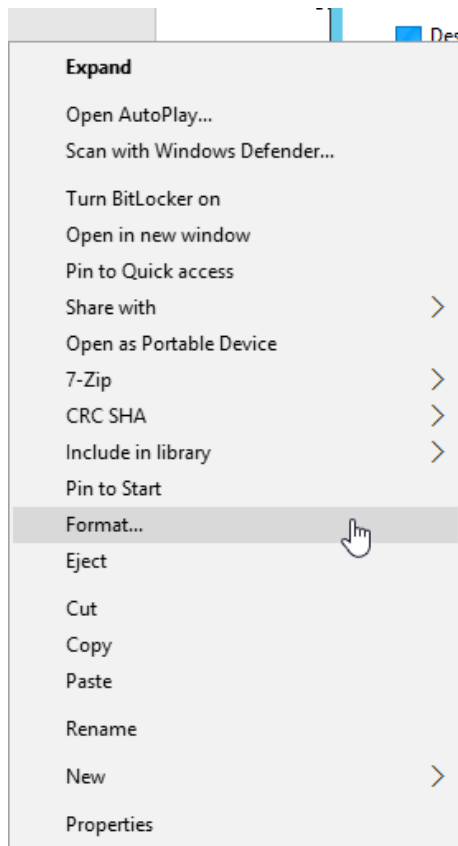 Expand
Open AutoPlay...
Scan with Windows Defender...
Turn BitLocker on
Open in new window
Pin to Quick access
Share with
Open as Portable Device
7-Zip
CRC SHA
Include in library
Pin to Start
Format...
Eject
Cut
Copy
Paste
Rename
New
Properties